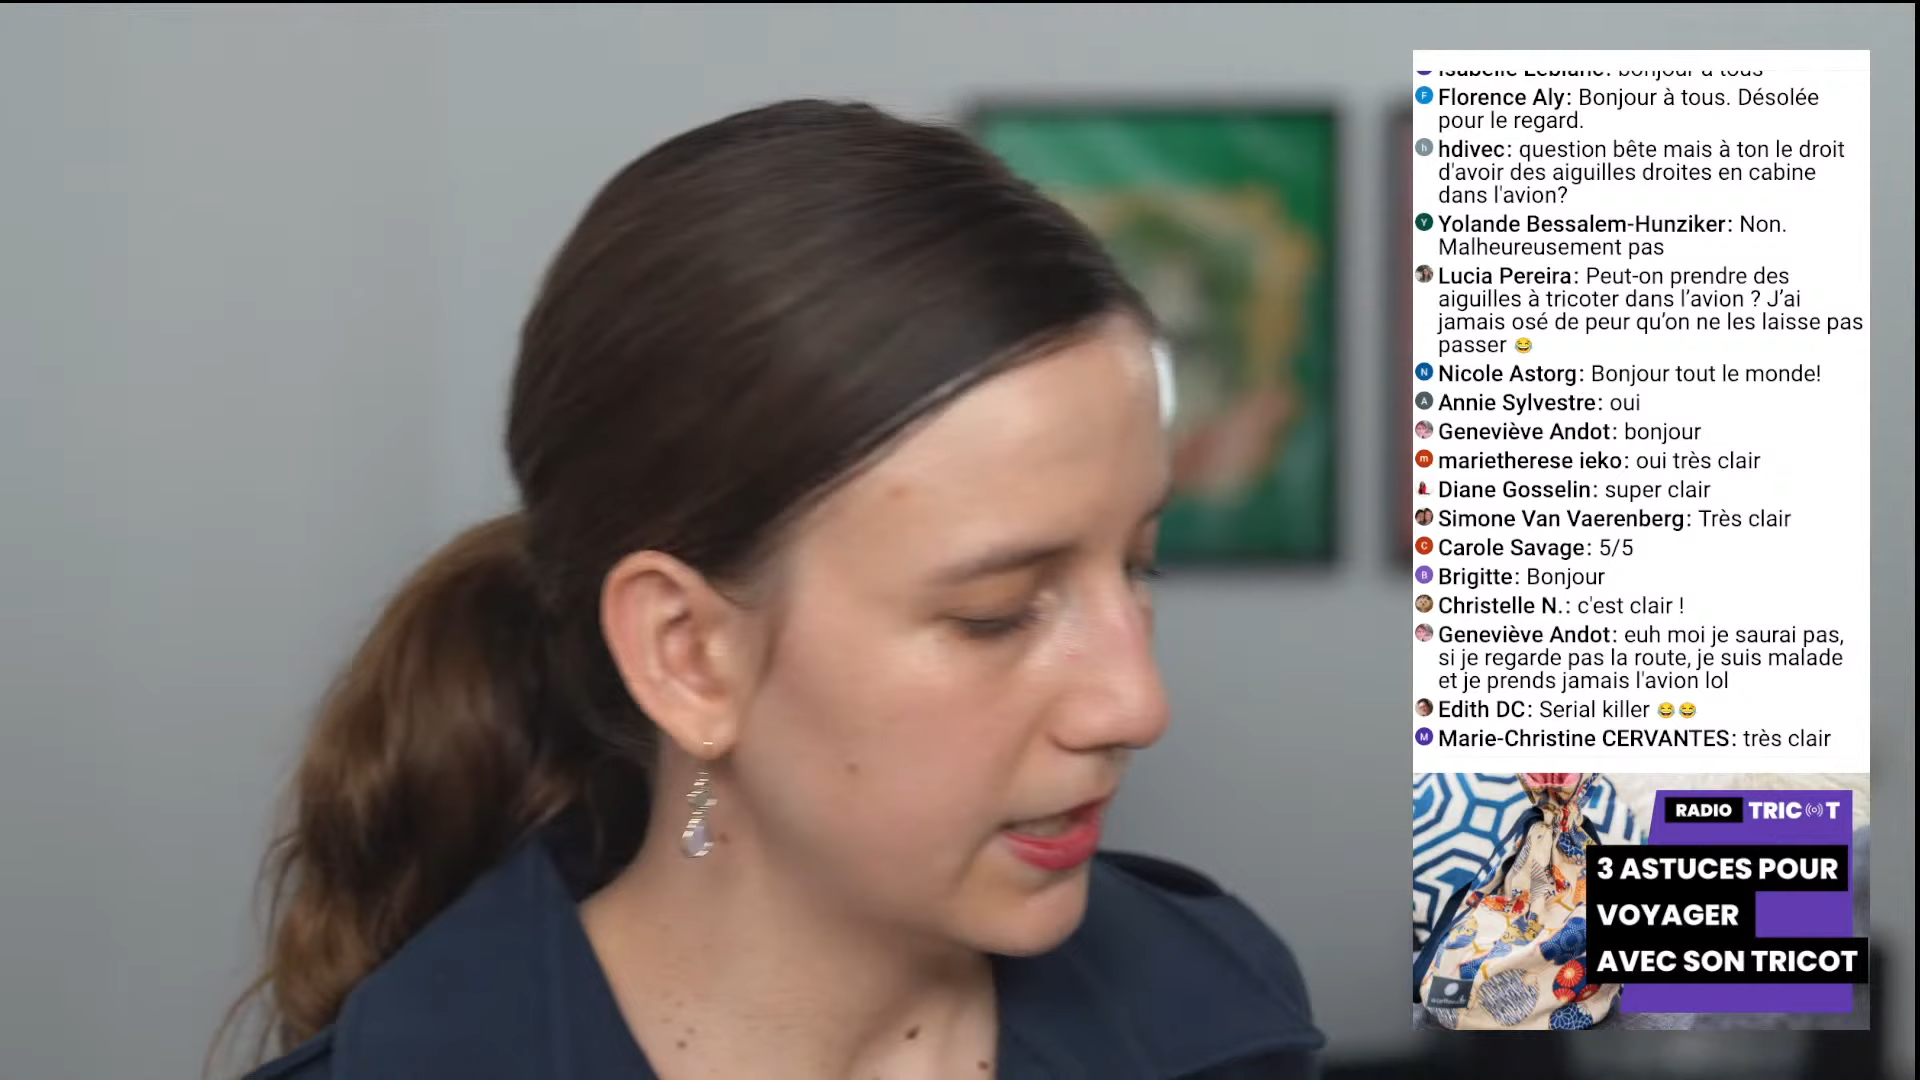 Isabelle Leblanc: bonjour à tous
F Florence Aly: Bonjour à tous. Désolée
pour le regard.
h hdivec: question bête mais à ton le droit
d'avoir des aiguilles droites en cabine
dans l'avion?
Y Yolande Bessalem-Hunziker: Non.
Malheureusement pas
Lucia Pereira: Peut-on prendre des
aiguilles à tricoter dans l’avion ? J’ai
jamais osé de peur qu’on ne les laisse pas
passer 😂
N Nicole Astorg: Bonjour tout le monde!
A Annie Sylvestre: oui
Geneviève Andot: bonjour
m marietherese ieko: oui très clair
Diane Gosselin: super clair
Simone Van Vaerenberg: Très clair
C Carole Savage: 5/5
B Brigitte: Bonjour
Christelle N.: c'est clair !
Geneviève Andot: euh moi je saurai pas,
si je regarde pas la route, je suis malade
et je prends jamais l'avion lol
Edith DC: Serial killer 😂😂
M Marie-Christine CERVANTES: très clair
RADIO TRICOT
3 ASTUCES POUR
VOYAGER
AVEC SON TRICOT